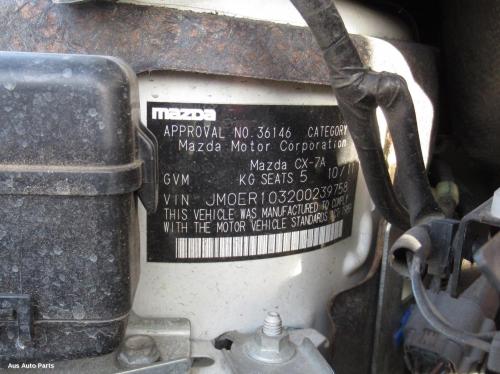 mazda
APPROVAL NO. 36146 CATEGORY
Mazda Motor Corporation
Mazda CX-7A
GVM KG SEATS 5 10/11
VIN JM0ER103200239758
THIS VEHICLE WAS MANUFACTURED TO COMPLY
WITH THE MOTOR VEHICLE STANDARDS
Aus Auto Parts